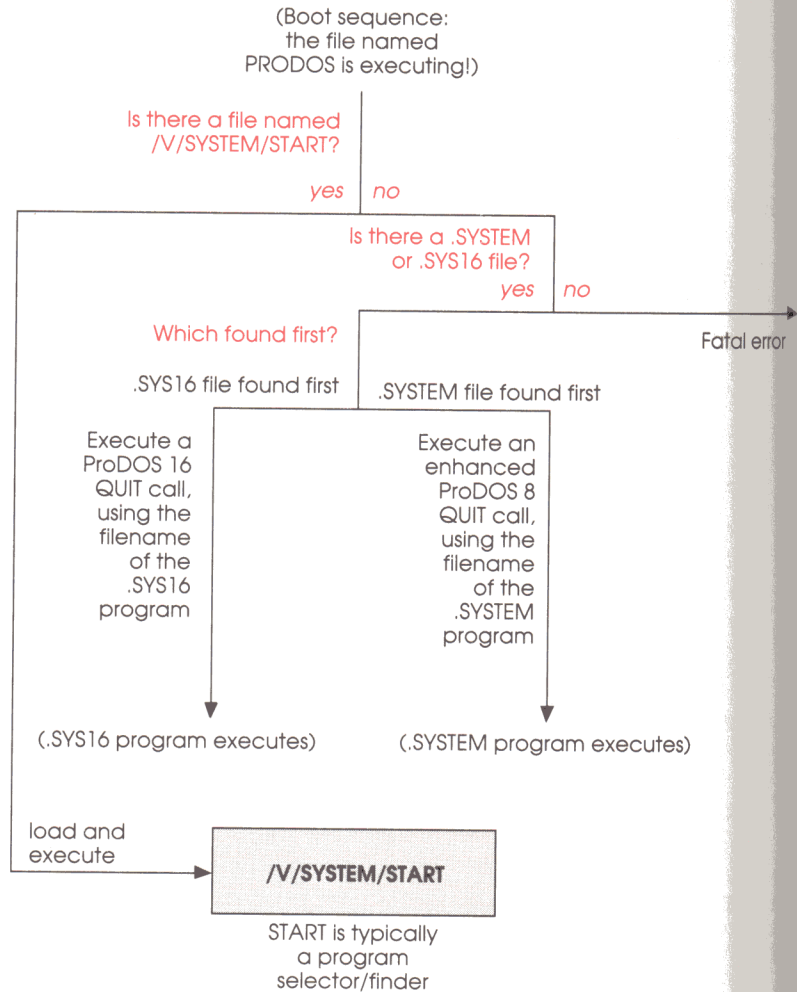 (Boot sequence:
the file named
PRODOS is executing!)
Is there a file named
/V/SYSTEM/START?
yes no
Is there a .SYSTEM
or .SYS16 file?
yes no
Which found first?
Fatal error
.SYS16 file found first
.SYSTEM file found first
Execute a
ProDOS 16
QUIT call,
using the
filename
of the
.SYS16
program
Execute an
enhanced
ProDOS 8
QUIT call,
using the
filename
of the
.SYSTEM
program
(.SYS16 program executes)
(.SYSTEM program executes)
load and
execute
/V/SYSTEM/START
START is typically
a program
selector/finder